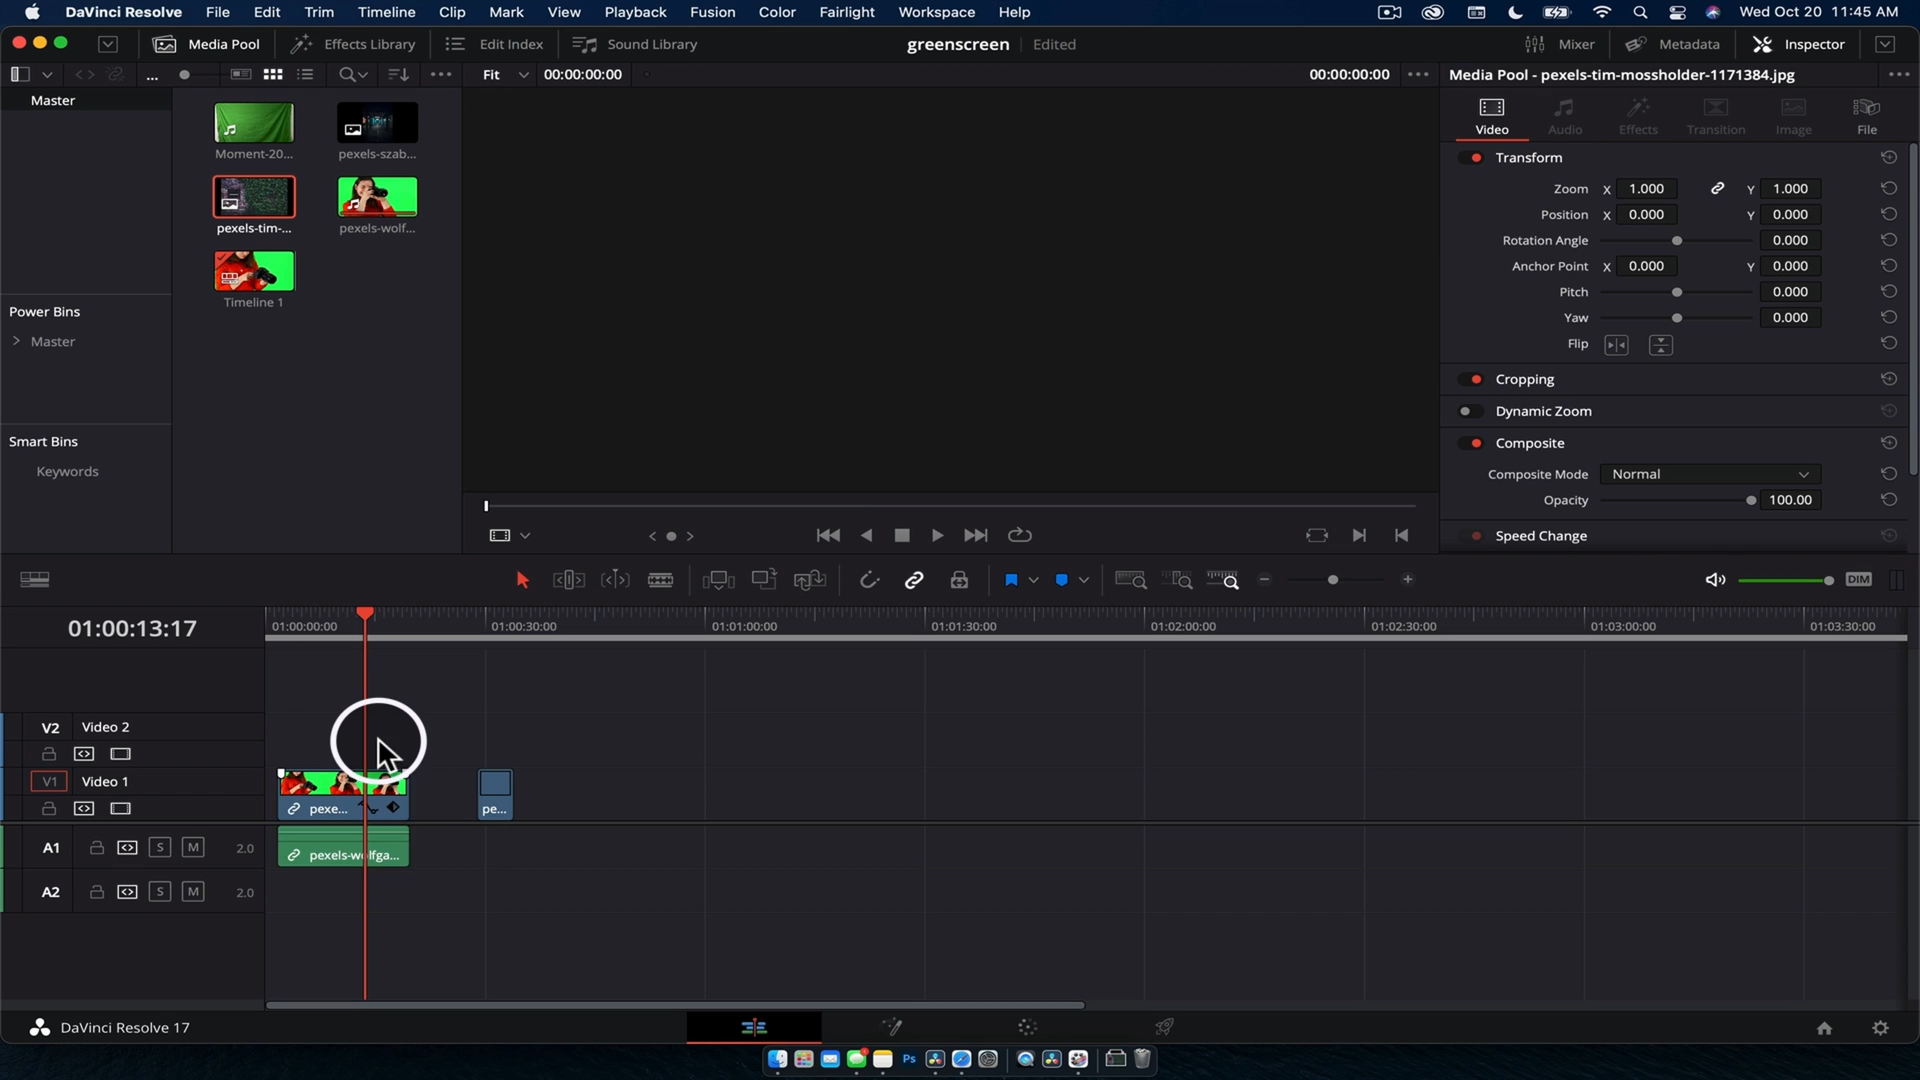 DaVinci Resolve File Edit Trim Timeline Clip Mark View Playback Fusion Color Fairlight Workspace Help Wed Oct 20 11:45 AM
Media Pool Effects Library Edit Index Sound Library greenscreen Edited Mixer Metadata Inspector
... Fit 00:00:00:00 00:00:00:00 Media Pool - pexels-tim-mossholder-1171384.jpg
Master
Video Audio Effects Transition Image File
Moment-20... pexels-szab...
Transform
Zoom X 1.000 Y 1.000
Position X 0.000 Y 0.000
pexels-tim-... pexels-wolf...
Rotation Angle 0.000
Anchor Point X 0.000 Y 0.000
Pitch 0.000
Timeline 1
Power Bins
Yaw 0.000
Master
Flip
Cropping
Dynamic Zoom
Smart Bins
Composite
Keywords
Composite Mode Normal
Opacity 100.00
Speed Change
DIM
01:00:13:17
01:00:00:00 01:00:30:00 01:01:00:00 01:01:30:00 01:02:00:00 01:02:30:00 01:03:00:00 01:03:30:00
V2 Video 2
V1 Video 1
pexe... pe...
A1 S M 2.0
pexels-wolfga...
A2 S M 2.0
DaVinci Resolve 17
Ps